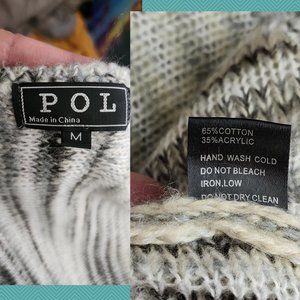 POL
Made in China
M
65%COTTON
35%ACRYLIC
HAND WASH COLD
DO NOT BLEACH
IRON,LOW
DO NOT DRY CLEAN